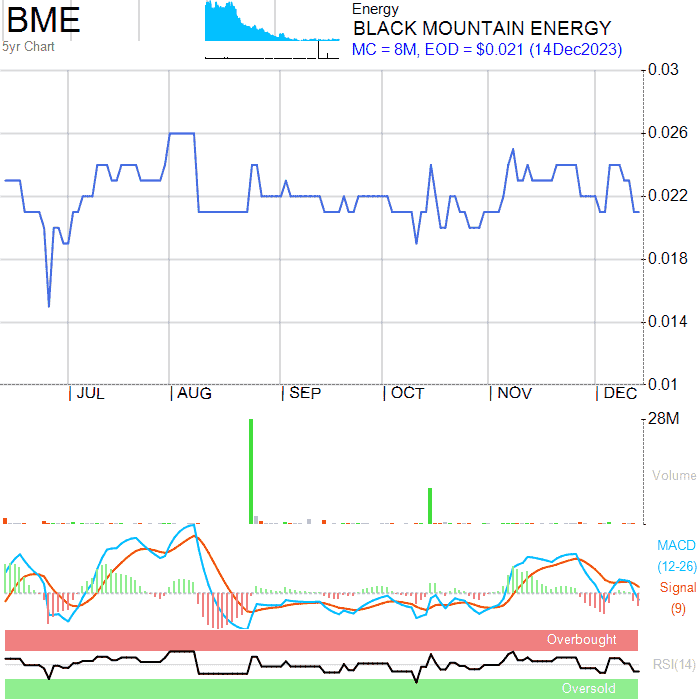 BME
5yr Chart
Energy
BLACK MOUNTAIN ENERGY
MC = 8M, EOD = $0.021 (14Dec2023)
0.03
0.026
0.022
0.018
0.014
0.01
JUL AUG SEP OCT NOV DEC
28M
Volume
MACD
(12-26)
Signal
(9)
Overbought
RSI(14)
Oversold